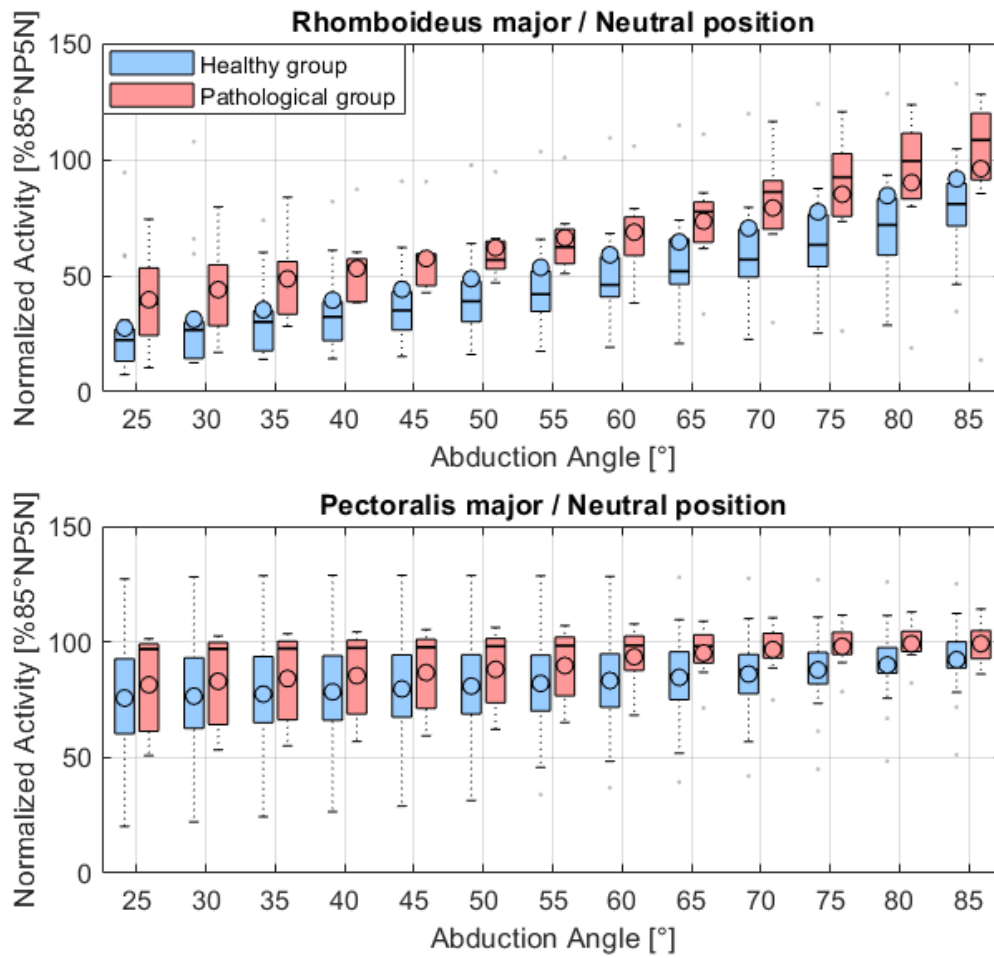 Rhomboideus major / Neutral position
Normalized Activity [%85°NP5N]
150
100
50
0
Healthy group
Pathological group
25 30 35 40 45 50 55 60 65 70 75 80 85
Abduction Angle [°]
Pectoralis major / Neutral position
Normalized Activity [%85°NP5N]
150
100
50
0
25 30 35 40 45 50 55 60 65 70 75 80 85
Abduction Angle [°]